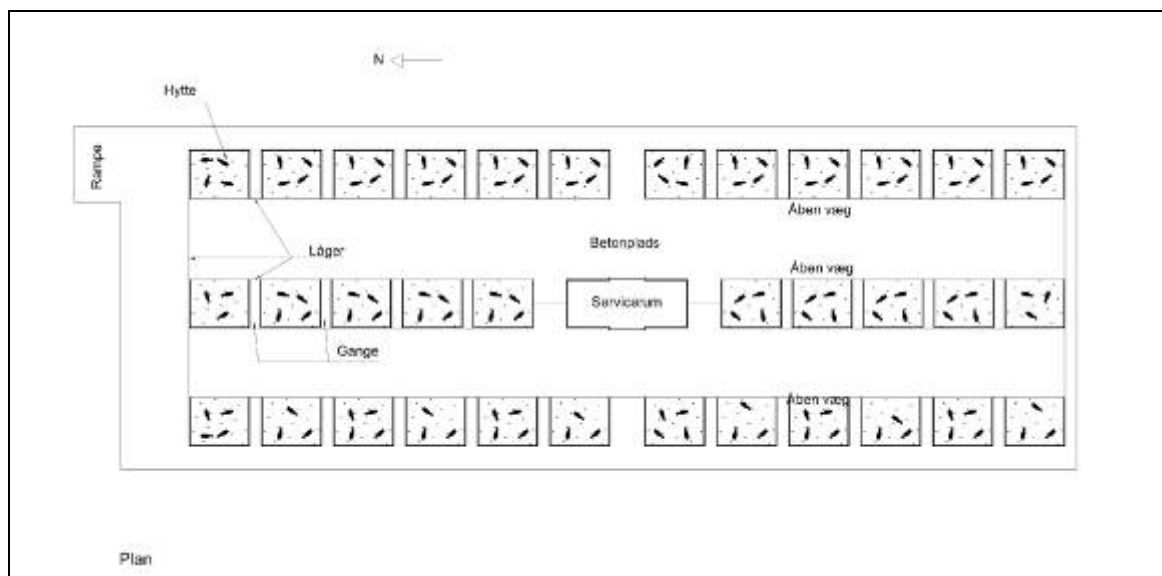 N
Hytte
Rampe
Åben væg
Betonplads
Låger
Åben væg
Servicerum
Gange
Åben væg
Plan